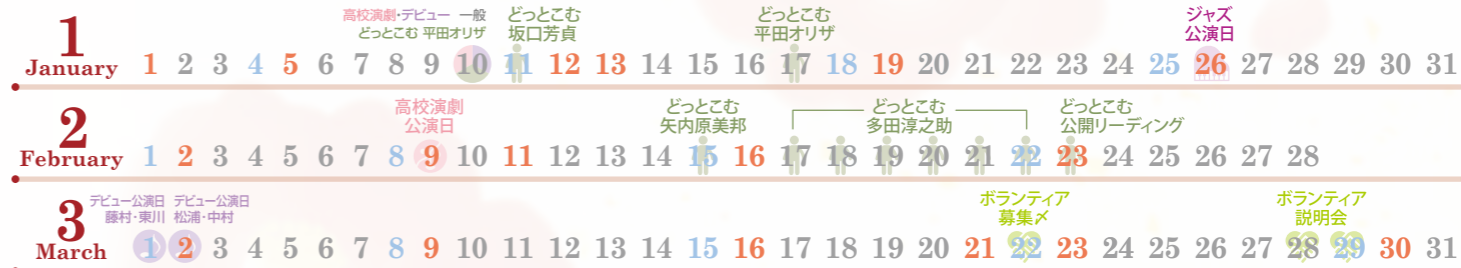 高校演劇・デビュー 一般
どっとこむ 平田オリザ
どっとこむ
坂口芳貞
どっとこむ
平田オリザ
ジャズ
公演日
1
January 1 2 3 4 5 6 7 8 9 10 11 12 13 14 15 16 17 18 19 20 21 22 23 24 25 26 27 28 29 30 31
高校演劇
公演日
どっとこむ
矢内原美邦
どっとこむ
多田淳之助
どっとこむ
公開リーディング
2
February 1 2 3 4 5 6 7 8 9 10 11 12 13 14 15 16 17 18 19 20 21 22 23 24 25 26 27 28
デビュー公演日
藤村・東川
デビュー公演日
松浦・中村
ボランティア
募集〆
ボランティア
説明会
3
March 1 2 3 4 5 6 7 8 9 10 11 12 13 14 15 16 17 18 19 20 21 22 23 24 25 26 27 28 29 30 31